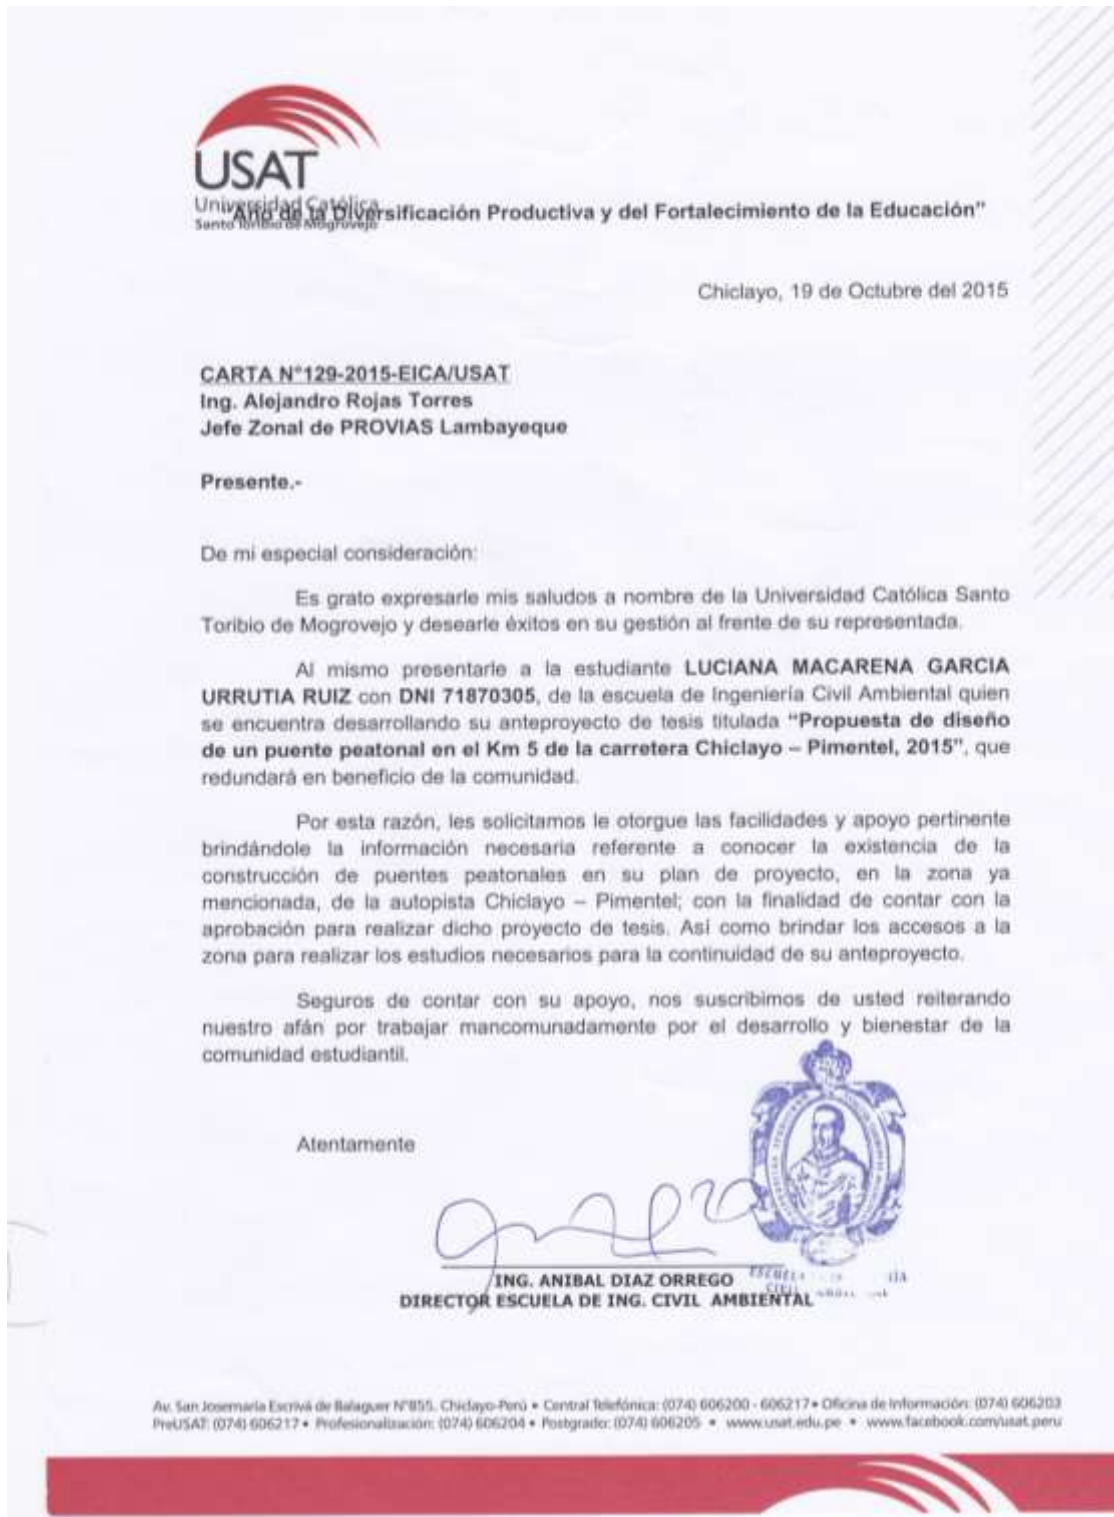 USAT
Universidad Católica
Santo Toribio de Mogrovejo
"Año de la Diversificación Productiva y del Fortalecimiento de la Educación"
Chiclayo, 19 de Octubre del 2015
CARTA N°129-2015-EICA/USAT
Ing. Alejandro Rojas Torres
Jefe Zonal de PROVIAS Lambayeque
Presente.-
De mi especial consideración:
Es grato expresarle mis saludos a nombre de la Universidad Católica Santo
Toribio de Mogrovejo y desearle éxitos en su gestión al frente de su representada.
Al mismo presentarle a la estudiante LUCIANA MACARENA GARCIA
URRUTIA RUIZ con DNI 71870305, de la escuela de Ingeniería Civil Ambiental quien
se encuentra desarrollando su anteproyecto de tesis titulada "Propuesta de diseño
de un puente peatonal en el Km 5 de la carretera Chiclayo – Pimentel, 2015", que
redundará en beneficio de la comunidad.
Por esta razón, les solicitamos le otorgue las facilidades y apoyo pertinente
brindándole la información necesaria referente a conocer la existencia de la
construcción de puentes peatonales en su plan de proyecto, en la zona ya
mencionada, de la autopista Chiclayo – Pimentel; con la finalidad de contar con la
aprobación para realizar dicho proyecto de tesis. Así como brindar los accesos a la
zona para realizar los estudios necesarios para la continuidad de su anteproyecto.
Seguros de contar con su apoyo, nos suscribimos de usted reiterando
nuestro afán por trabajar mancomunadamente por el desarrollo y bienestar de la
comunidad estudiantil.
Atentamente
ING. ANIBAL DIAZ ORREGO
DIRECTOR ESCUELA DE ING. CIVIL AMBIENTAL
ESCUELA
CIVIL
Av. San Josemaría Escrivá de Balaguer N°855. Chiclayo-Perú • Central Telefónica: (074) 606200 - 606217 • Oficina de Información: (074) 606203
PreUSAT: (074) 606217 • Profesionalización: (074) 606204 • Postgrado: (074) 606205 • www.usat.edu.pe • www.facebook.com/usat.peru